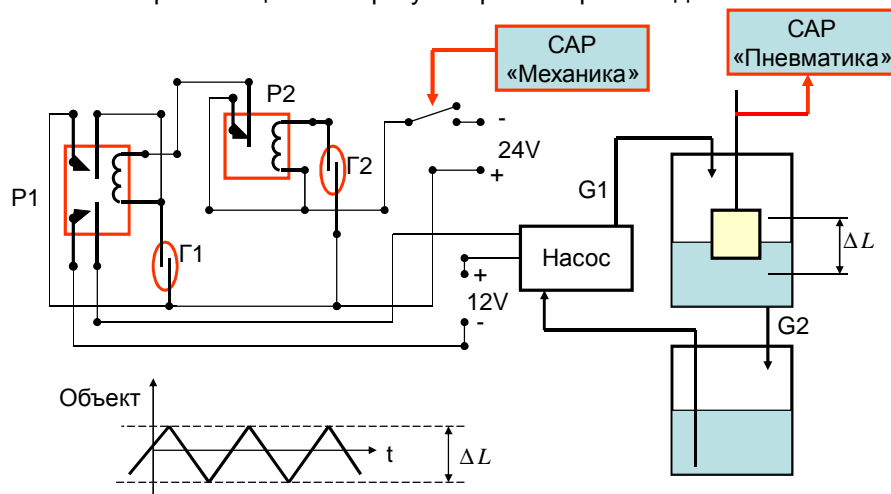 САР
«Механика»
САР
«Пневматика»
P2
-
24V
+
Г2
G1
P1
Г1
ΔL
Насос
+
12V
-
G2
Объект
t
ΔL